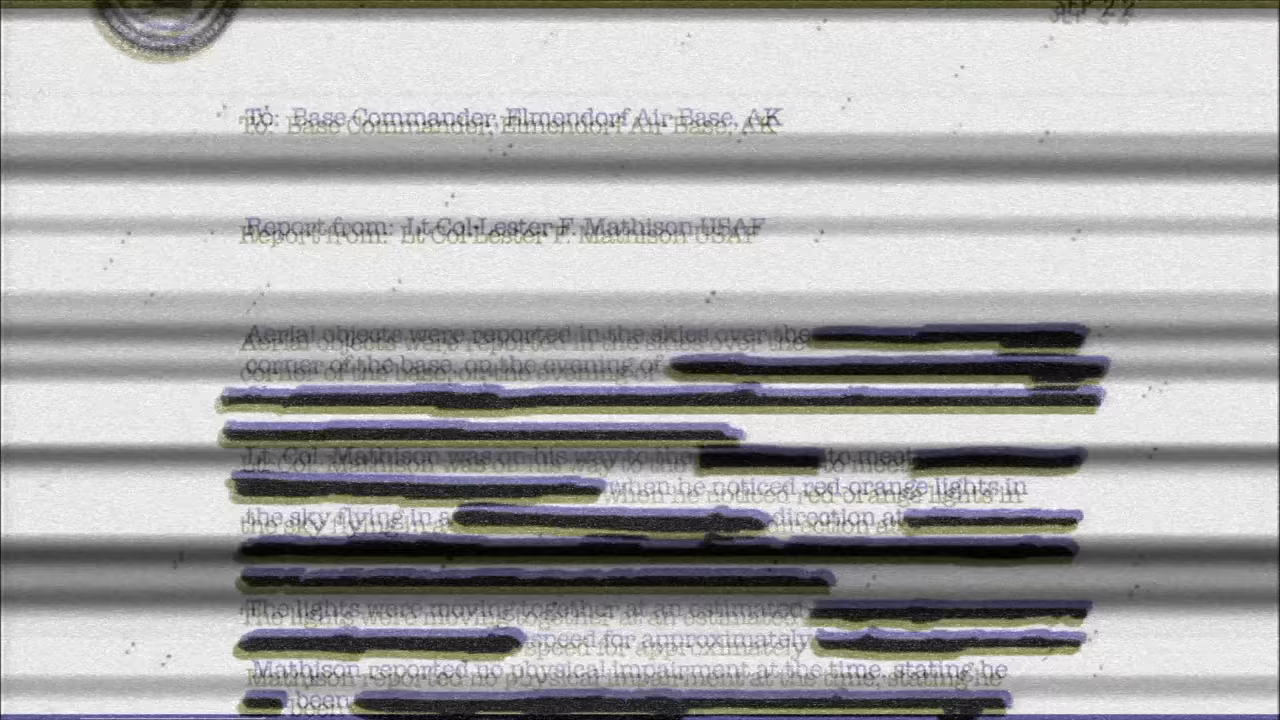 SEP 22
To: Base Commander, Elmendorf Air Base, AK
Report from: Lt Col Lester F. Mathison USAF
Aerial objects were reported in the skies over the
corner of the base, on the evening of
Lt. Col. Mathison was on his way to the to meet
when he noticed red-orange lights in
the sky flying in a direction at
The lights were moving together at an estimated
speed for approximately
Mathison reported no physical impairment at the time, stating he
been